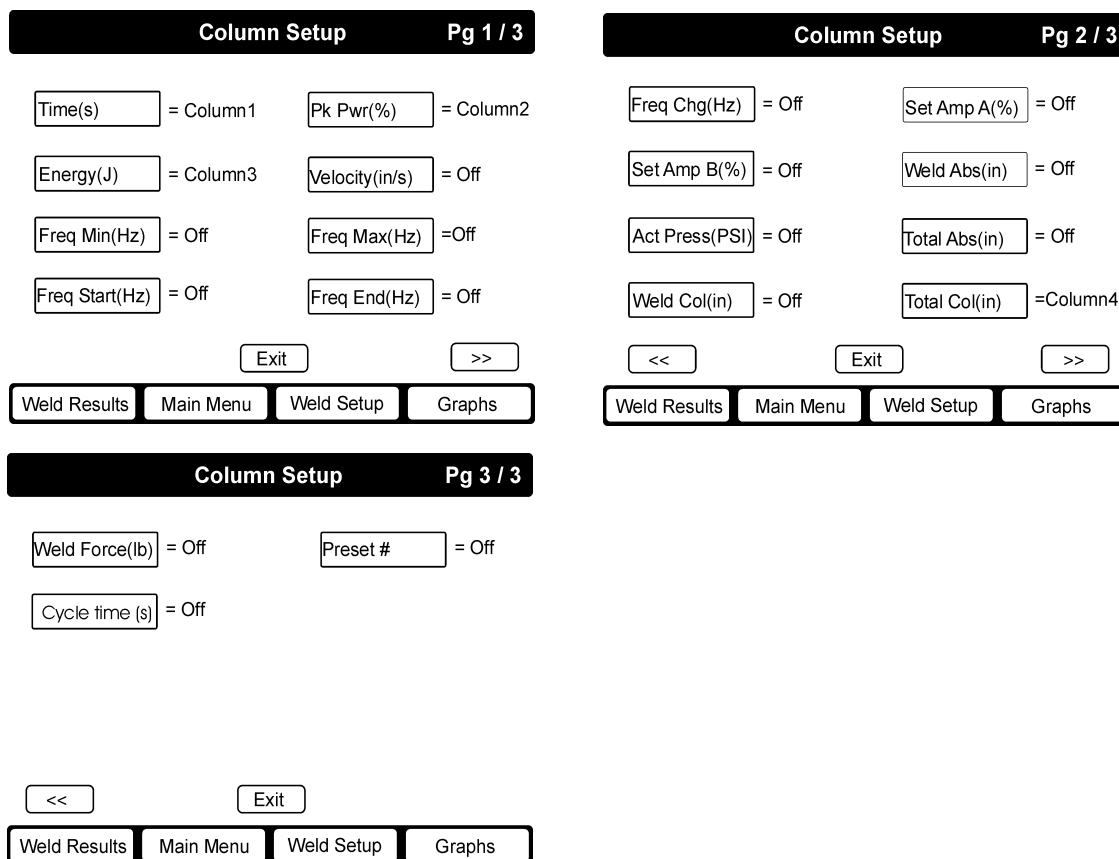 Column Setup Pg 1 / 3
Time(s) = Column1 Pk Pwr(%) = Column2
Energy(J) = Column3 Velocity(in/s) = Off
Freq Min(Hz) = Off Freq Max(Hz) =Off
Freq Start(Hz) = Off Freq End(Hz) = Off
Exit >>
Weld Results Main Menu Weld Setup Graphs
Column Setup Pg 2 / 3
Freq Chg(Hz) = Off Set Amp A(%) = Off
Set Amp B(%) = Off Weld Abs(in) = Off
Act Press(PSI) = Off Total Abs(in) = Off
Weld Col(in) = Off Total Col(in) =Column4
<< Exit >>
Weld Results Main Menu Weld Setup Graphs
Column Setup Pg 3 / 3
Weld Force(lb) = Off Preset # = Off
Cycle time (s) = Off
<< Exit
Weld Results Main Menu Weld Setup Graphs